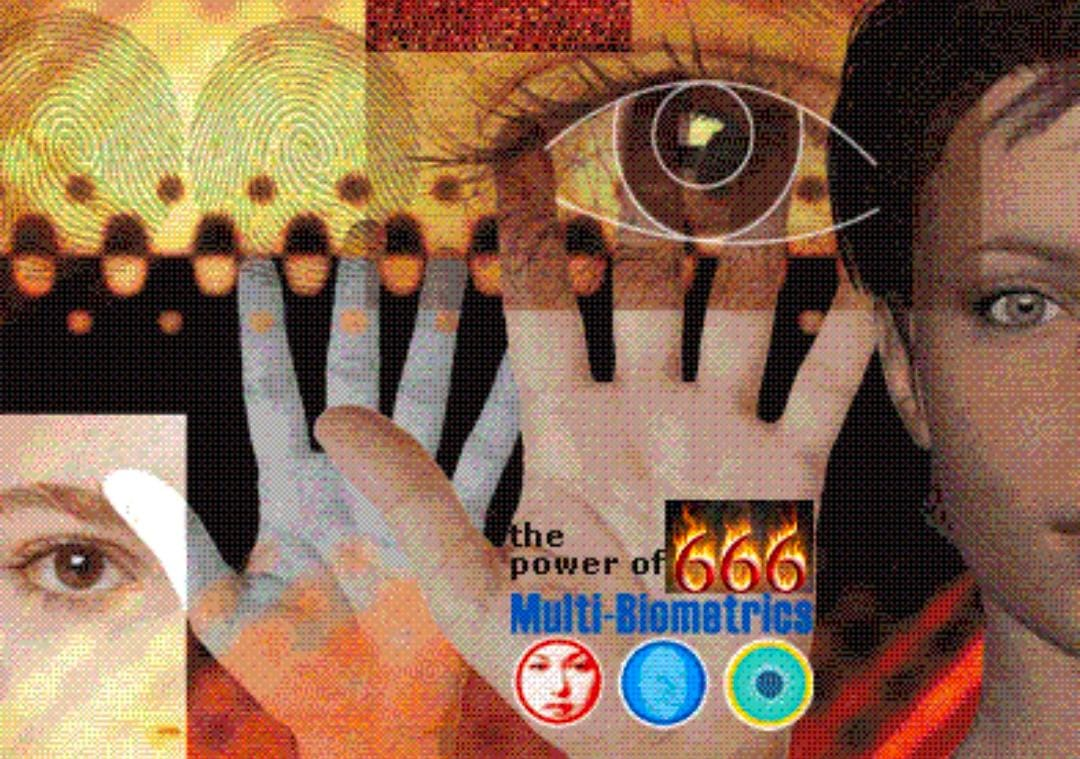 the
power of 666
Multi-Biometrics